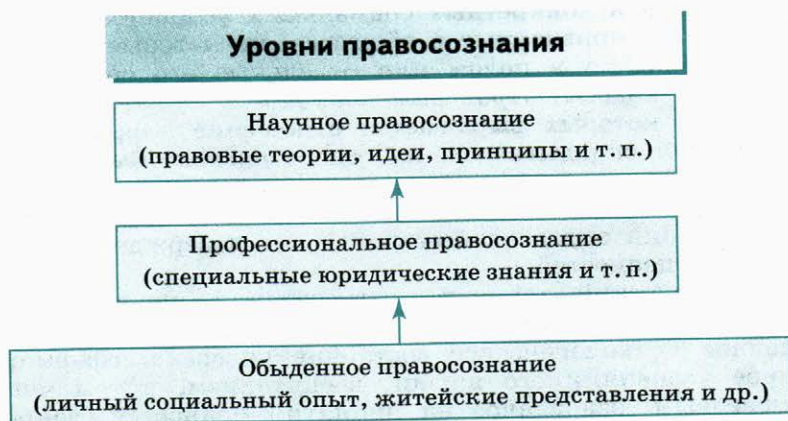 Уровни правосознания
Научное правосознание
(правовые теории, идеи, принципы и т. п.)
Профессиональное правосознание
(специальные юридические знания и т. п.)
Обыденное правосознание
(личный социальный опыт, житейские представления и др.)